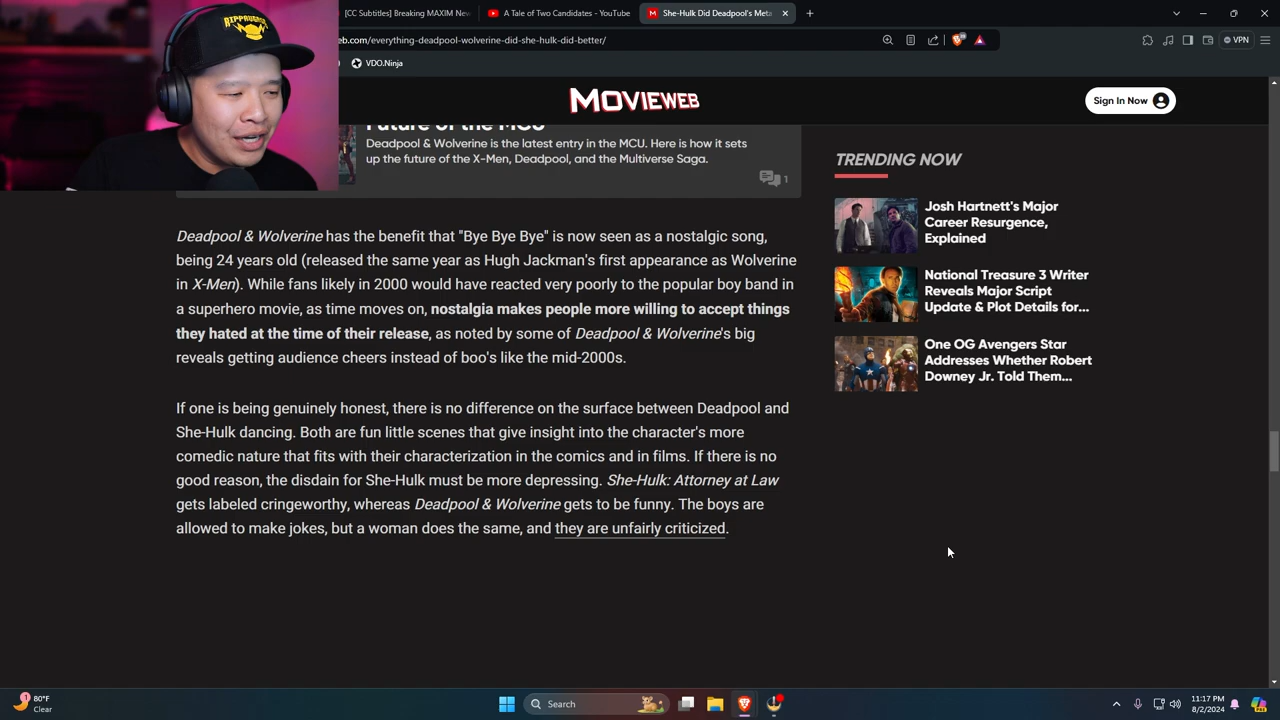 [CC Subtitles] Breaking MAXIM New
A Tale of Two Candidates - YouTube
She-Hulk Did Deadpool's Meta
eb.com/everything-deadpool-wolverine-did-she-hulk-did-better/
VPN
VDO.Ninja
RIPPAVERSE
MOVIEWEB
Sign In Now
Future of the MCU
Deadpool & Wolverine is the latest entry in the MCU. Here is how it sets
up the future of the X-Men, Deadpool, and the Multiverse Saga.
1
Deadpool & Wolverine has the benefit that "Bye Bye Bye" is now seen as a nostalgic song,
being 24 years old (released the same year as Hugh Jackman's first appearance as Wolverine
in X-Men). While fans likely in 2000 would have reacted very poorly to the popular boy band in
a superhero movie, as time moves on, nostalgia makes people more willing to accept things
they hated at the time of their release, as noted by some of Deadpool & Wolverine's big
reveals getting audience cheers instead of boo's like the mid-2000s.
If one is being genuinely honest, there is no difference on the surface between Deadpool and
She-Hulk dancing. Both are fun little scenes that give insight into the character's more
comedic nature that fits with their characterization in the comics and in films. If there is no
good reason, the disdain for She-Hulk must be more depressing. She-Hulk: Attorney at Law
gets labeled cringeworthy, whereas Deadpool & Wolverine gets to be funny. The boys are
allowed to make jokes, but a woman does the same, and they are unfairly criticized.
TRENDING NOW
Josh Hartnett's Major
Career Resurgence,
Explained
National Treasure 3 Writer
Reveals Major Script
Update & Plot Details for...
One OG Avengers Star
Addresses Whether Robert
Downey Jr. Told Them...
1
80°F
Clear
Search
11:17 PM
8/2/2024